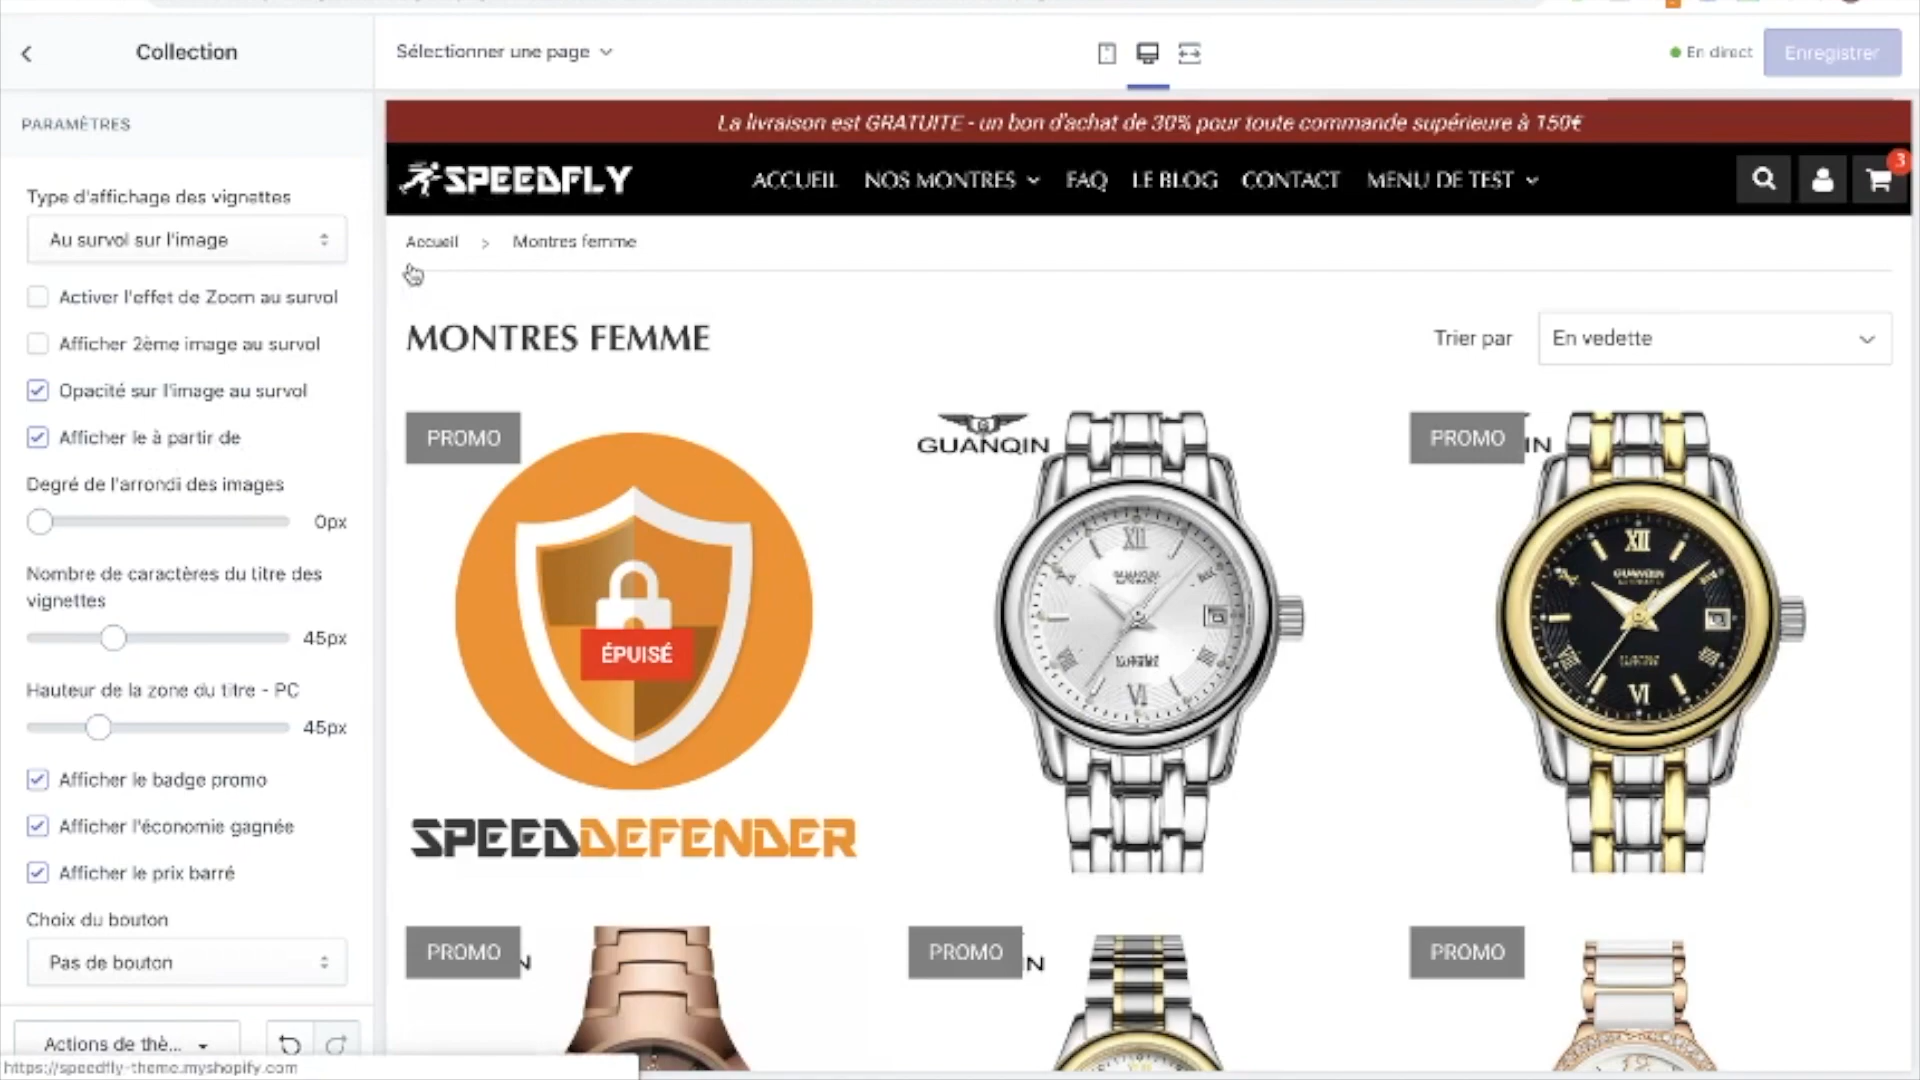 Collection
Sélectionner une page
En direct
Enregistrer
PARAMÈTRES
Type d'affichage des vignettes
Au survol sur l'image
Activer l'effet de Zoom au survol
Afficher 2ème image au survol
Opacité sur l'image au survol
Afficher le à partir de
Degré de l'arrondi des images
0px
Nombre de caractères du titre des
vignettes
45px
Hauteur de la zone du titre - PC
45px
Afficher le badge promo
Afficher l'économie gagnée
Afficher le prix barré
Choix du bouton
Pas de bouton
Actions de thè...
https://speedfly-theme.myshopify.com
La livraison est GRATUITE - un bon d'achat de 30% pour toute commande supérieure à 150€
SPEEDFLY
ACCUEIL NOS MONTRES FAQ LE BLOG CONTACT MENU DE TEST
3
Accueil > Montres femme
MONTRES FEMME
Trier par
En vedette
PROMO
ÉPUISÉ
SPEEDDEFENDER
GUANQIN
XII
VI
PROMO
IN
XII
GUANQIN
VI
PROMO
N
PROMO
N
PROMO